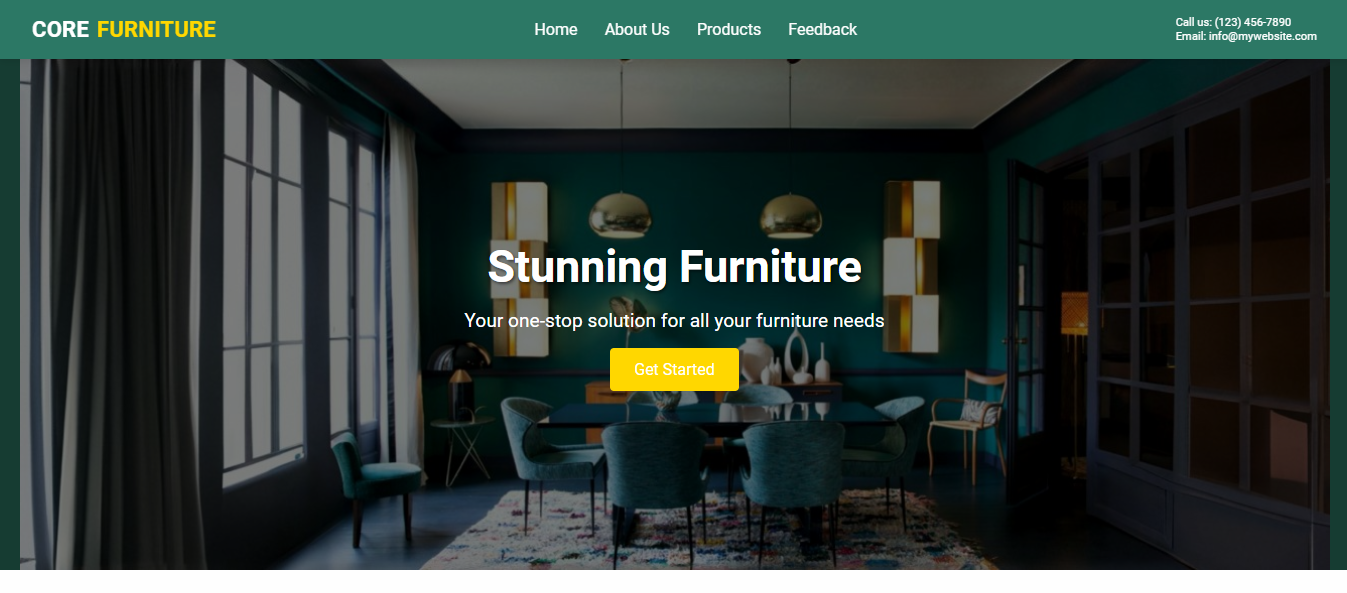 CORE FURNITURE
Home
About Us
Products
Feedback
Call us: (123) 456-7890
Email: info@mywebsite.com
Stunning Furniture
Your one-stop solution for all your furniture needs
Get Started